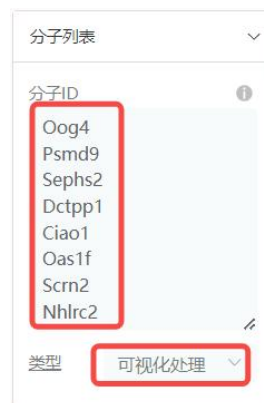 分子列表
分子ID
Oog4
Psmd9
Sephs2
Dctpp1
Ciao1
Oas1f
Scrn2
Nhlrc2
类型 可视化处理